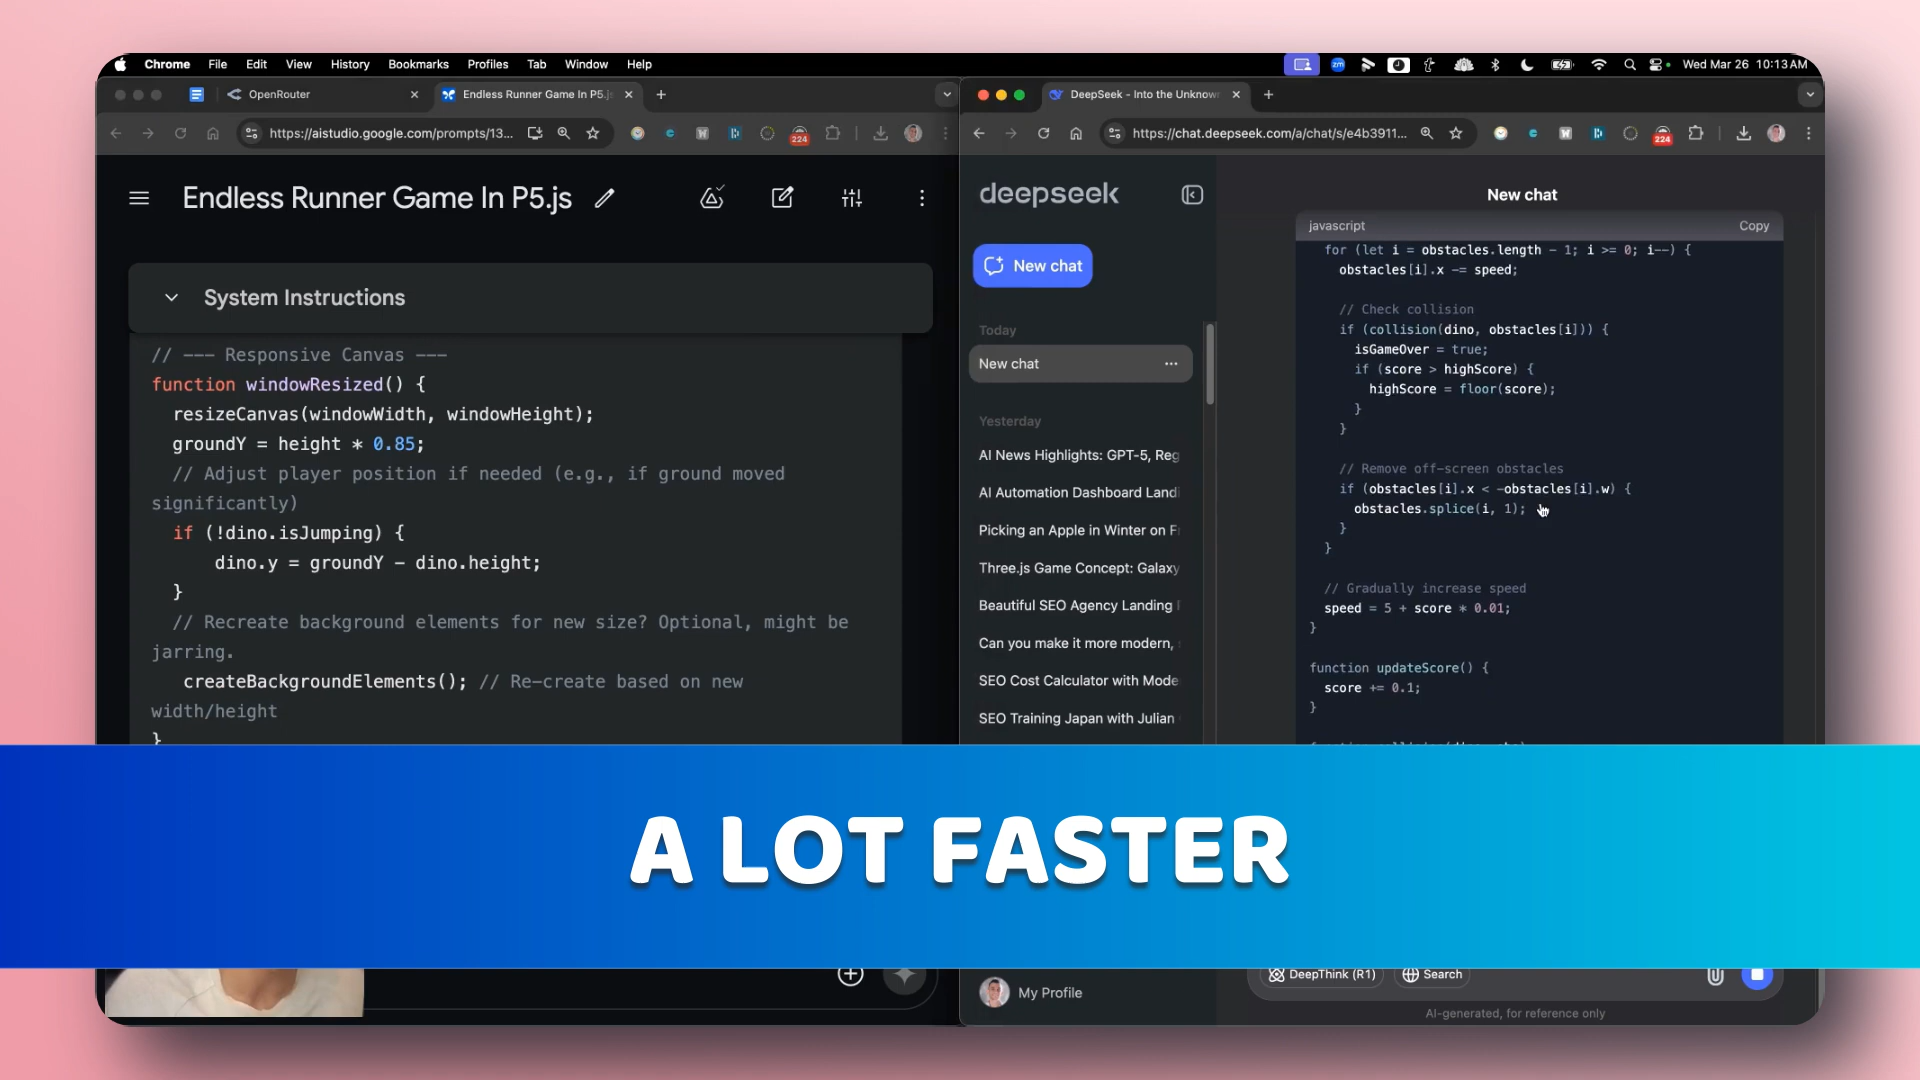 Chrome File Edit View History Bookmarks Profiles Tab Window Help
zm
Wed Mar 26 10:13 AM
OpenRouter
Endless Runner Game In P5.js
https://aistudio.google.com/prompts/13...
224
Endless Runner Game In P5.js
System Instructions
// --- Responsive Canvas ---
function windowResized() {
resizeCanvas(windowWidth, windowHeight);
groundY = height * 0.85;
// Adjust player position if needed (e.g., if ground moved
significantly)
if (!dino.isJumping) {
dino.y = groundY - dino.height;
}
// Recreate background elements for new size? Optional, might be
jarring.
createBackgroundElements(); // Re-create based on new
width/height
}
DeepSeek - Into the Unknown
https://chat.deepseek.com/a/chat/s/e4b3911...
224
deepseek
New chat
Today
New chat
Yesterday
AI News Highlights: GPT-5, Reg
AI Automation Dashboard Landi
Picking an Apple in Winter on F
Three.js Game Concept: Galaxy
Beautiful SEO Agency Landing
Can you make it more modern,
SEO Cost Calculator with Mode
SEO Training Japan with Julian
My Profile
New chat
javascript
Copy
for (let i = obstacles.length - 1; i >= 0; i--) {
obstacles[i].x -= speed;
// Check collision
if (collision(dino, obstacles[i])) {
isGameOver = true;
if (score > highScore) {
highScore = floor(score);
}
}
// Remove off-screen obstacles
if (obstacles[i].x < -obstacles[i].w) {
obstacles.splice(i, 1);
}
}
// Gradually increase speed
speed = 5 + score * 0.01;
}
function updateScore() {
score += 0.1;
}
A LOT FASTER
DeepThink (R1)
Search
AI-generated, for reference only